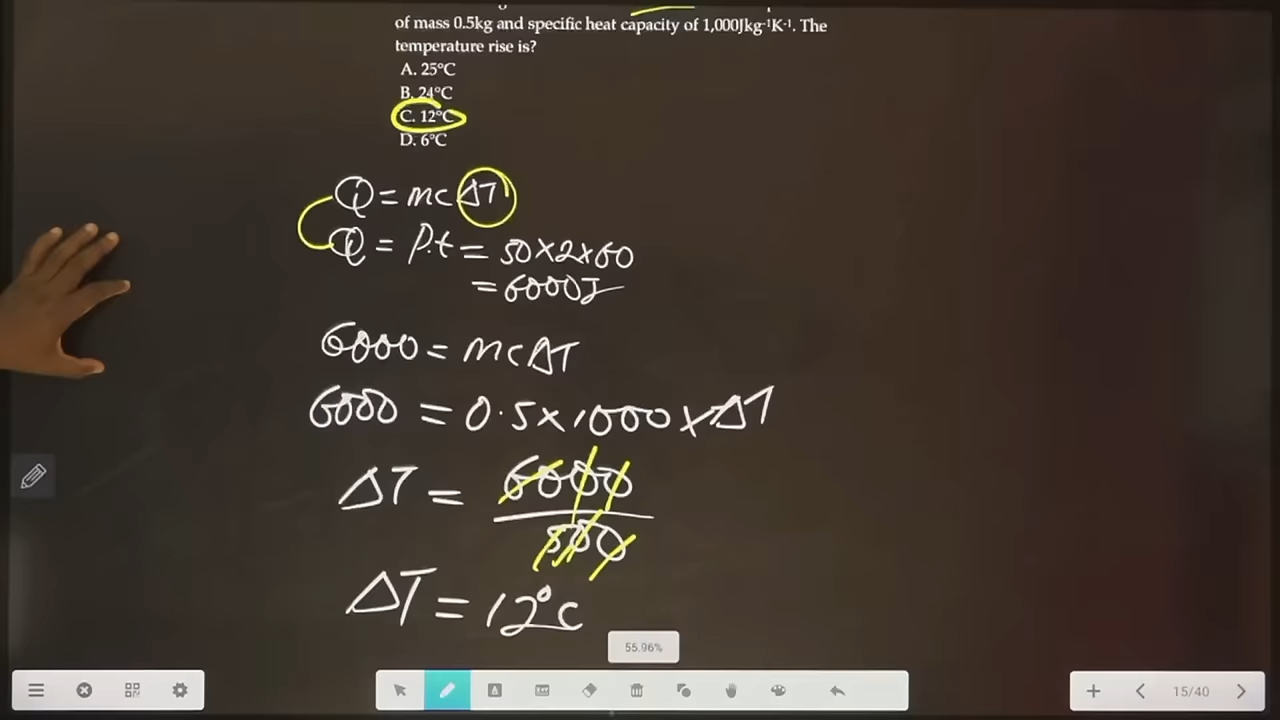 of mass 0.5kg and specific heat capacity of 1,000Jkg⁻¹K⁻¹. The
temperature rise is?
A. 25°C
B. 24°C
C. 12°C
D. 6°C
Q = mcΔT
Q = P.t = 50×2×60
= 6000J
6000 = mcΔT
6000 = 0.5×1000×ΔT
ΔT = 6000
500
ΔT = 12°C
55.96%
15/40